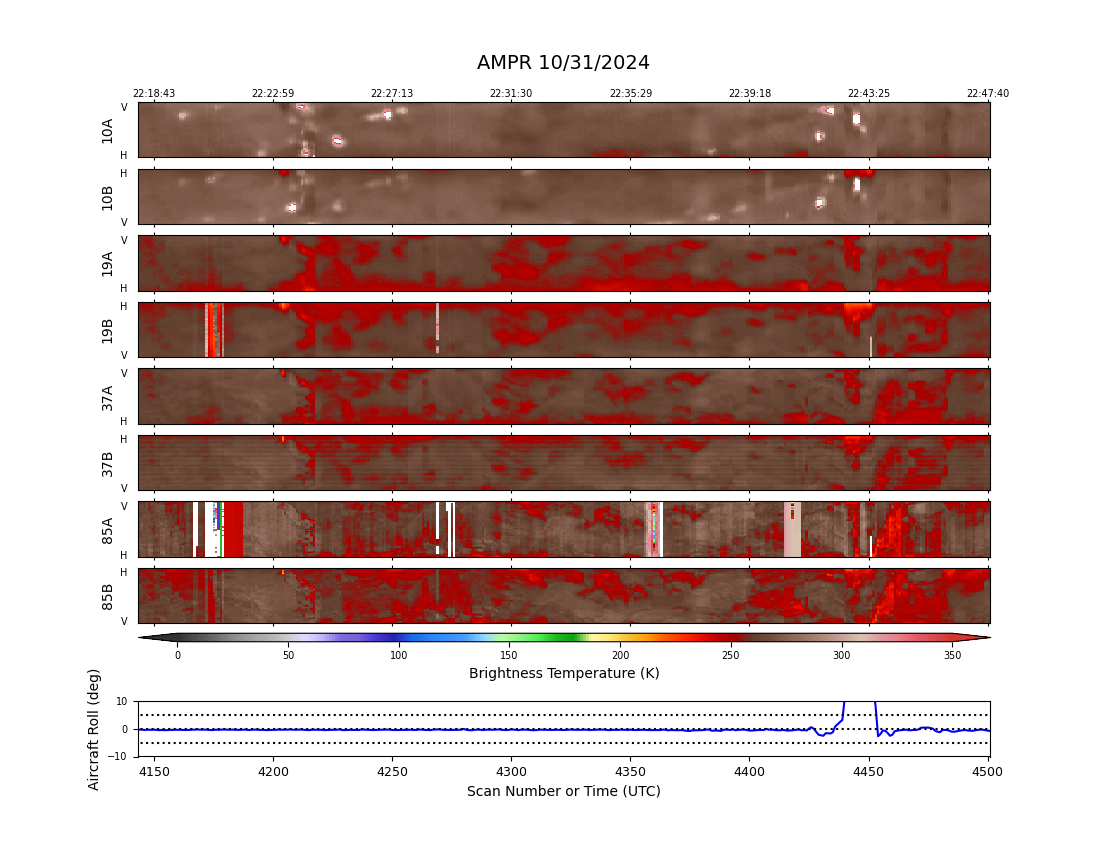 AMPR 10/31/2024
22:18:43 22:22:59 22:27:13 22:31:30 22:35:29 22:39:18 22:43:25 22:47:40
V
10A
H
H
10B
V
V
19A
H
H
19B
V
V
37A
H
H
37B
V
V
85A
H
H
85B
V
0 50 100 150 200 250 300 350
Brightness Temperature (K)
Aircraft Roll (deg)
10
0
−10
4150 4200 4250 4300 4350 4400 4450 4500
Scan Number or Time (UTC)